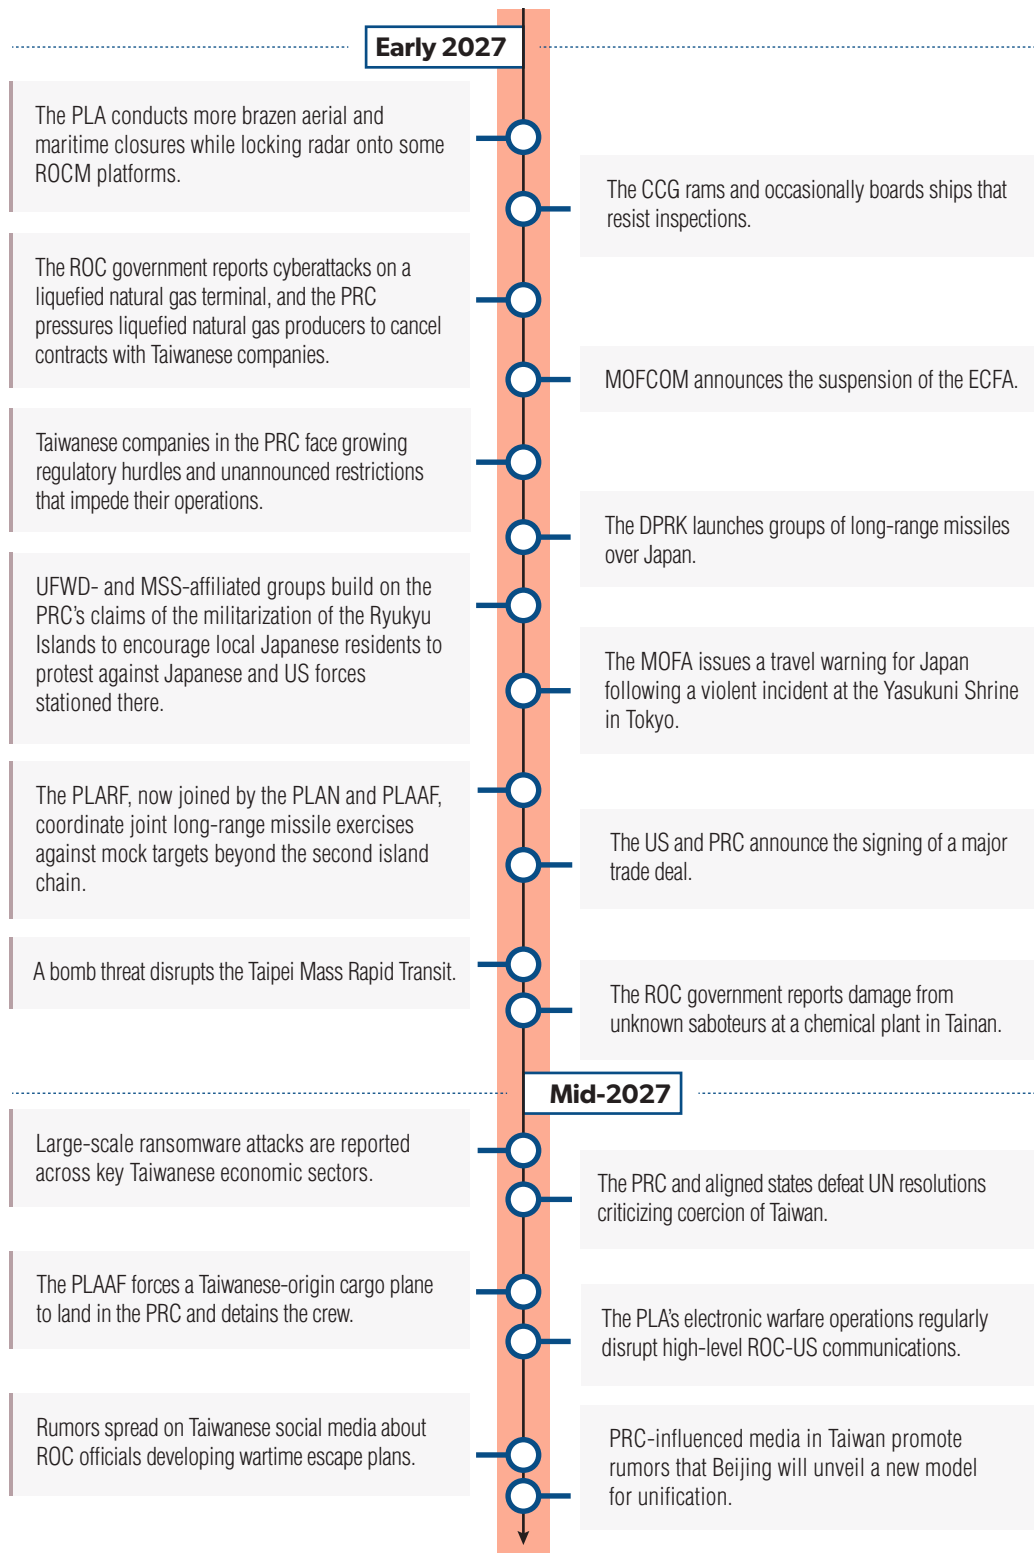 Early 2027
The PLA conducts more brazen aerial and
maritime closures while locking radar onto some
ROCM platforms.
The CCG rams and occasionally boards ships that
resist inspections.
The ROC government reports cyberattacks on a
liquefied natural gas terminal, and the PRC
pressures liquefied natural gas producers to cancel
contracts with Taiwanese companies.
MOFCOM announces the suspension of the ECFA.
Taiwanese companies in the PRC face growing
regulatory hurdles and unannounced restrictions
that impede their operations.
The DPRK launches groups of long-range missiles
over Japan.
UFWD- and MSS-affiliated groups build on the
PRC's claims of the militarization of the Ryukyu
Islands to encourage local Japanese residents to
protest against Japanese and US forces
stationed there.
The MOFA issues a travel warning for Japan
following a violent incident at the Yasukuni Shrine
in Tokyo.
The PLARF, now joined by the PLAN and PLAAF,
coordinate joint long-range missile exercises
against mock targets beyond the second island
chain.
The US and PRC announce the signing of a major
trade deal.
A bomb threat disrupts the Taipei Mass Rapid Transit.
The ROC government reports damage from
unknown saboteurs at a chemical plant in Tainan.
Mid-2027
Large-scale ransomware attacks are reported
across key Taiwanese economic sectors.
The PRC and aligned states defeat UN resolutions
criticizing coercion of Taiwan.
The PLAAF forces a Taiwanese-origin cargo plane
to land in the PRC and detains the crew.
The PLA's electronic warfare operations regularly
disrupt high-level ROC-US communications.
Rumors spread on Taiwanese social media about
ROC officials developing wartime escape plans.
PRC-influenced media in Taiwan promote
rumors that Beijing will unveil a new model
for unification.